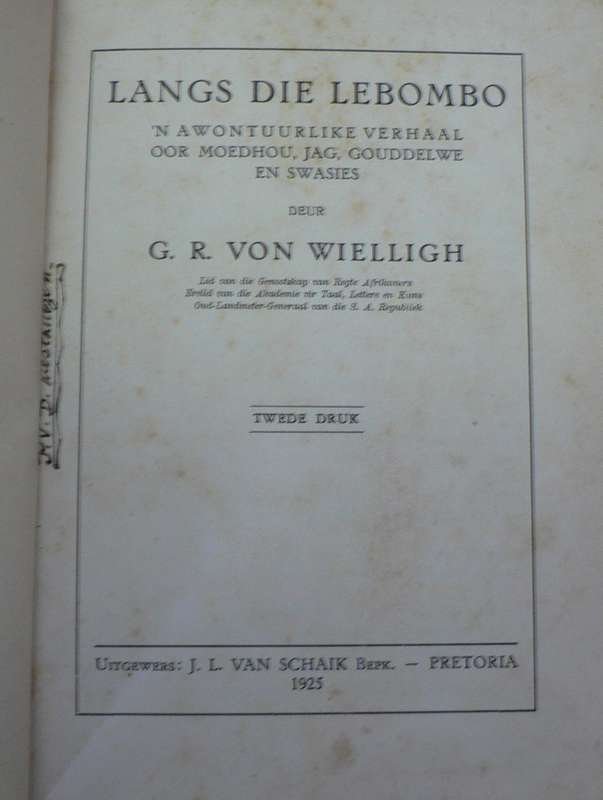 LANGS DIE LEBOMBO
'N AWONTUURLIKE VERHAAL
OOR MOEDHOU, JAG, GOUDDELWE
EN SWASIES
DEUR
G. R. VON WIELLIGH
Lid van die Genootskap van Regte Afrikaners
Erelid van die Akademie vir Taal, Lettere en Kuns
Oud-Landmeter-Generaal van die S. A. Republiek
TWEDE DRUK
UITGEWERS: J. L. VAN SCHAIK BEPK. — PRETORIA
1925